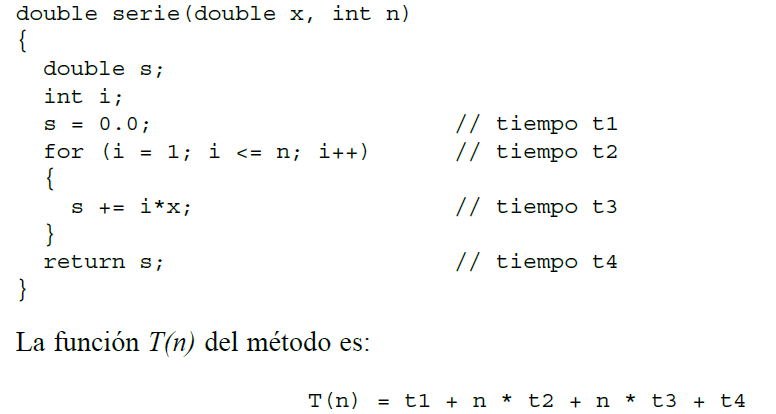 double serie(double x, int n)
{
double s;
int i;
s = 0.0; // tiempo t1
for (i = 1; i <= n; i++) // tiempo t2
{
s += i*x; // tiempo t3
}
return s; // tiempo t4
}
La función T(n) del método es:
T(n) = t1 + n * t2 + n * t3 + t4